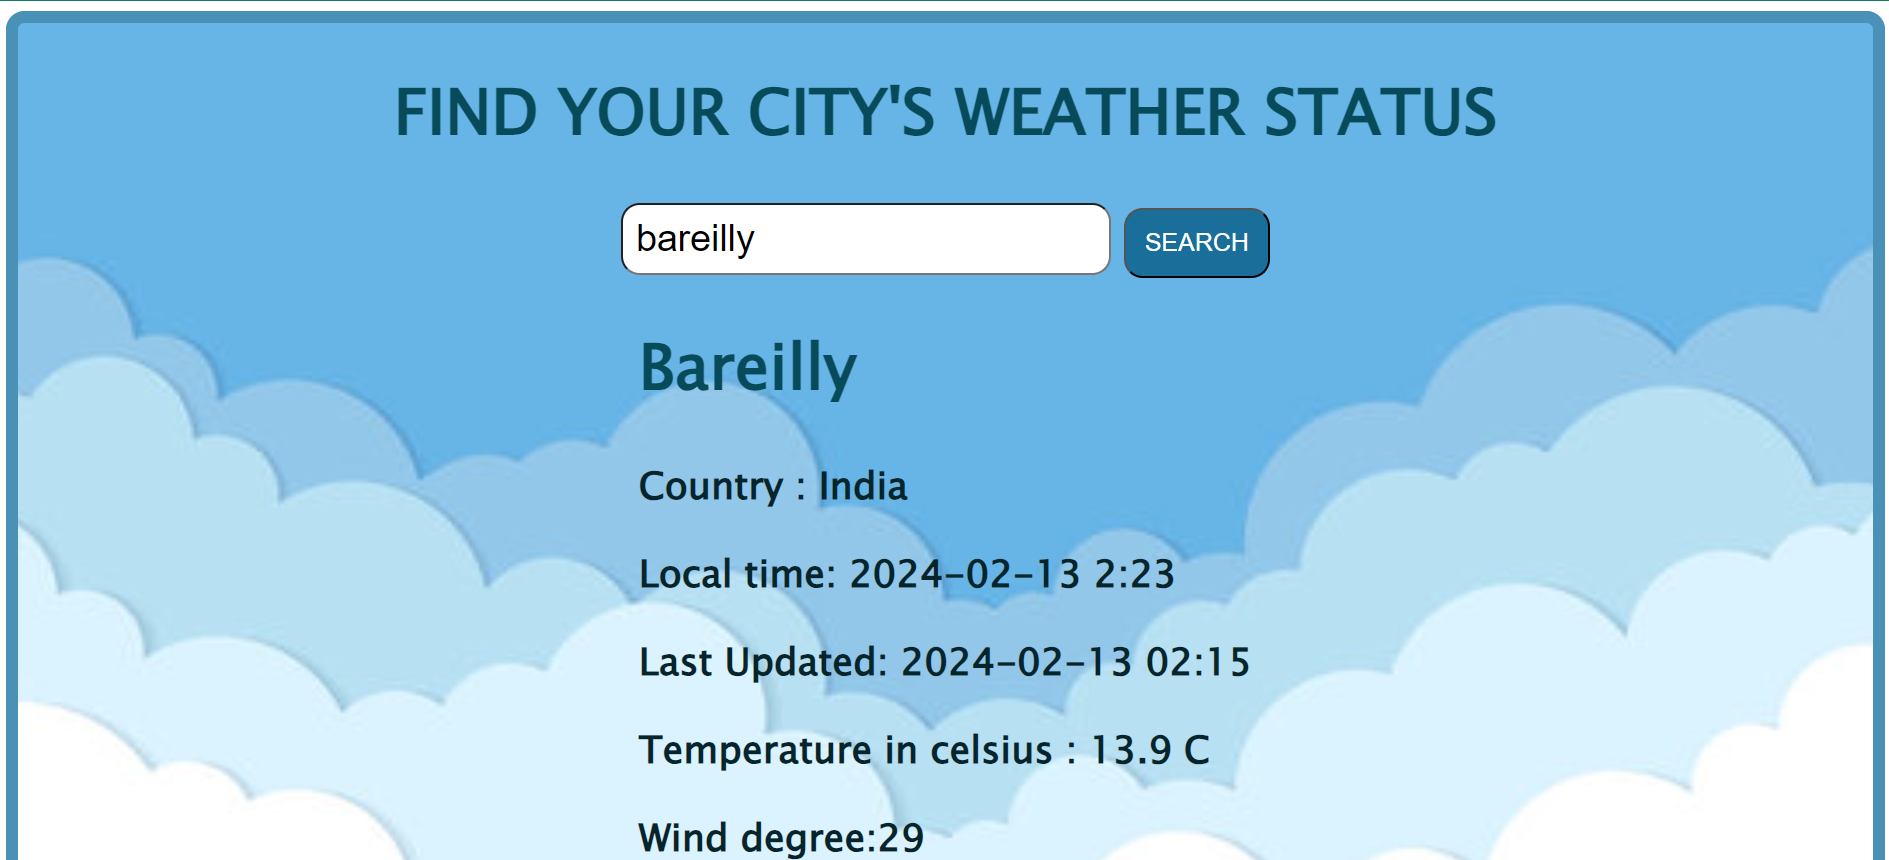 FIND YOUR CITY'S WEATHER STATUS
bareilly SEARCH
Bareilly
Country : India
Local time: 2024-02-13 2:23
Last Updated: 2024-02-13 02:15
Temperature in celsius : 13.9 C
Wind degree:29